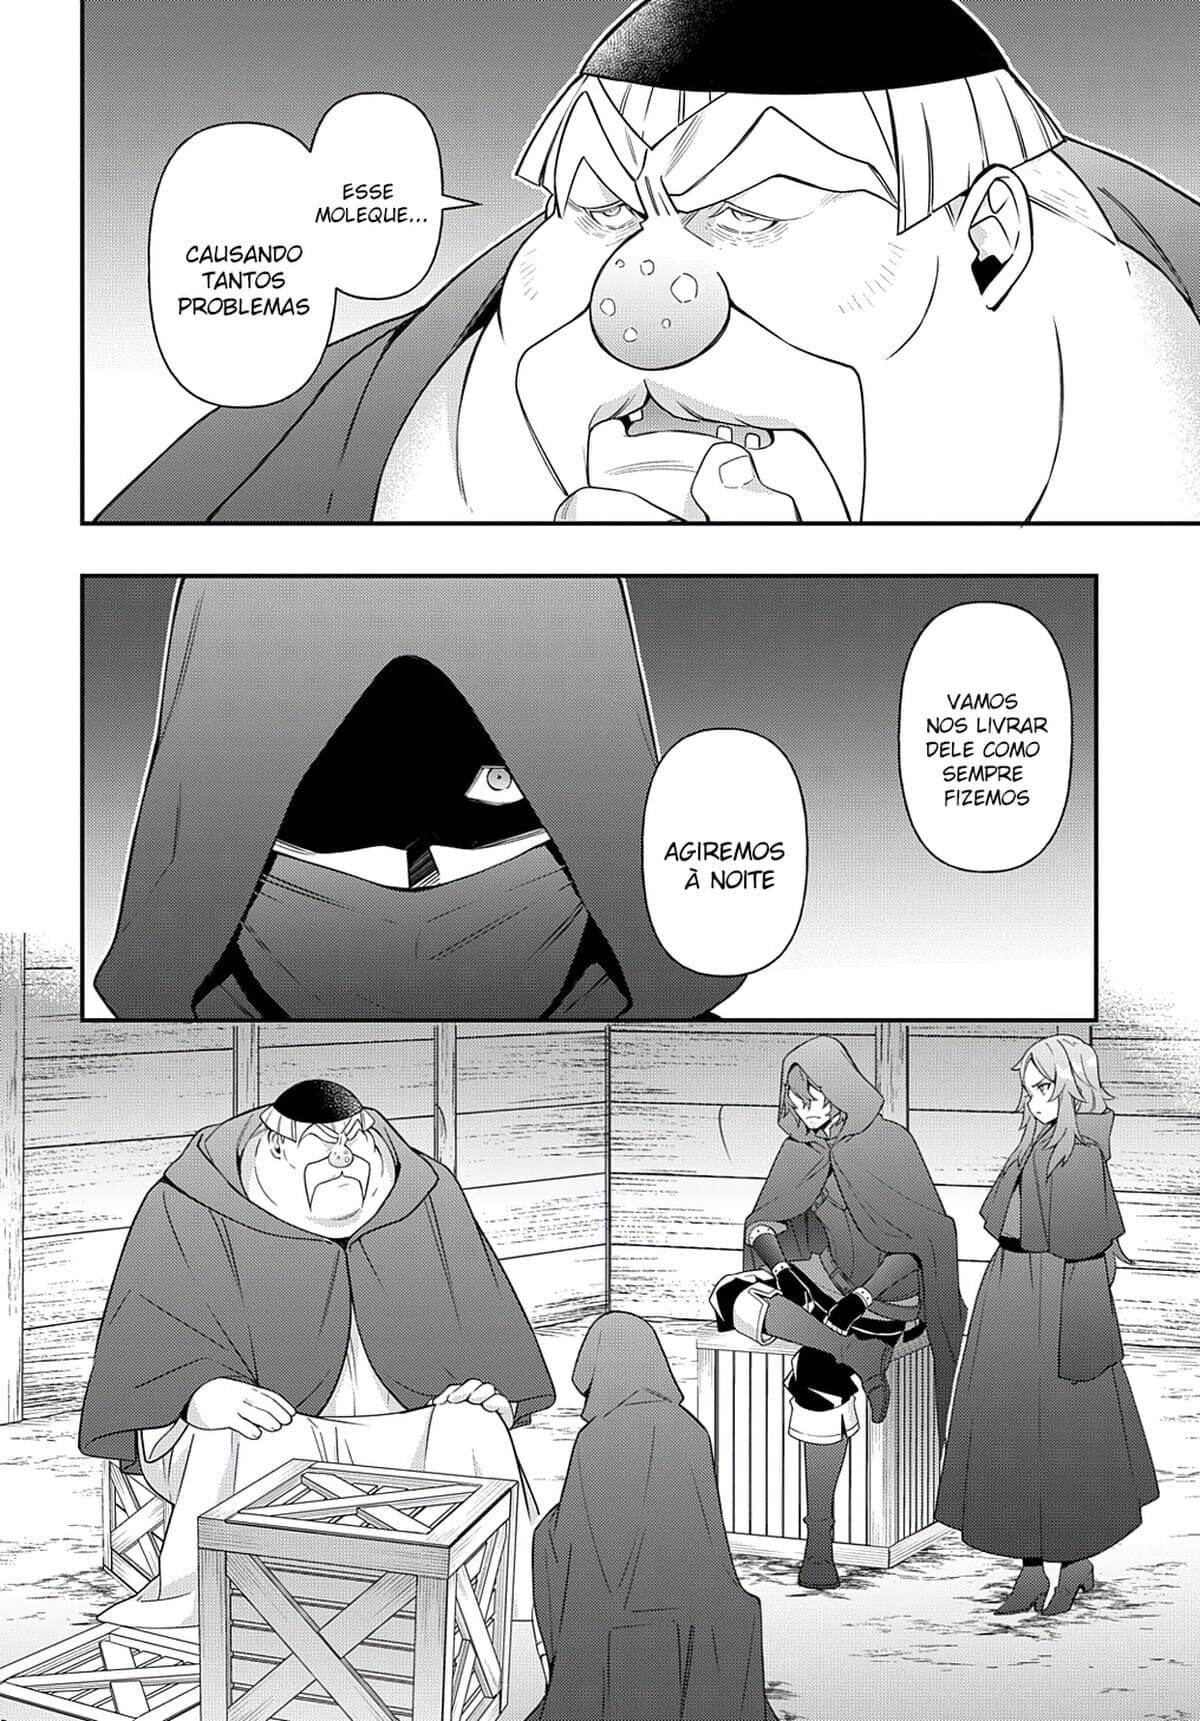 ESSE
MOLEQUE...
CAUSANDO
TANTOS
PROBLEMAS
VAMOS
NOS LIVRAR
DELE COMO
SEMPRE
FIZEMOS
AGIREMOS
À NOITE